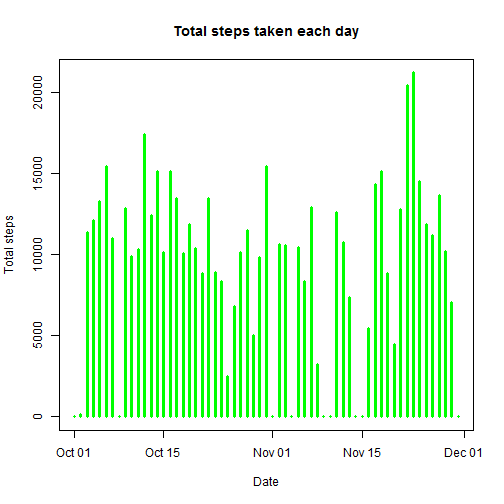 Total steps taken each day
Total steps
20000
15000
10000
5000
0
Oct 01
Oct 15
Nov 01
Nov 15
Dec 01
Date